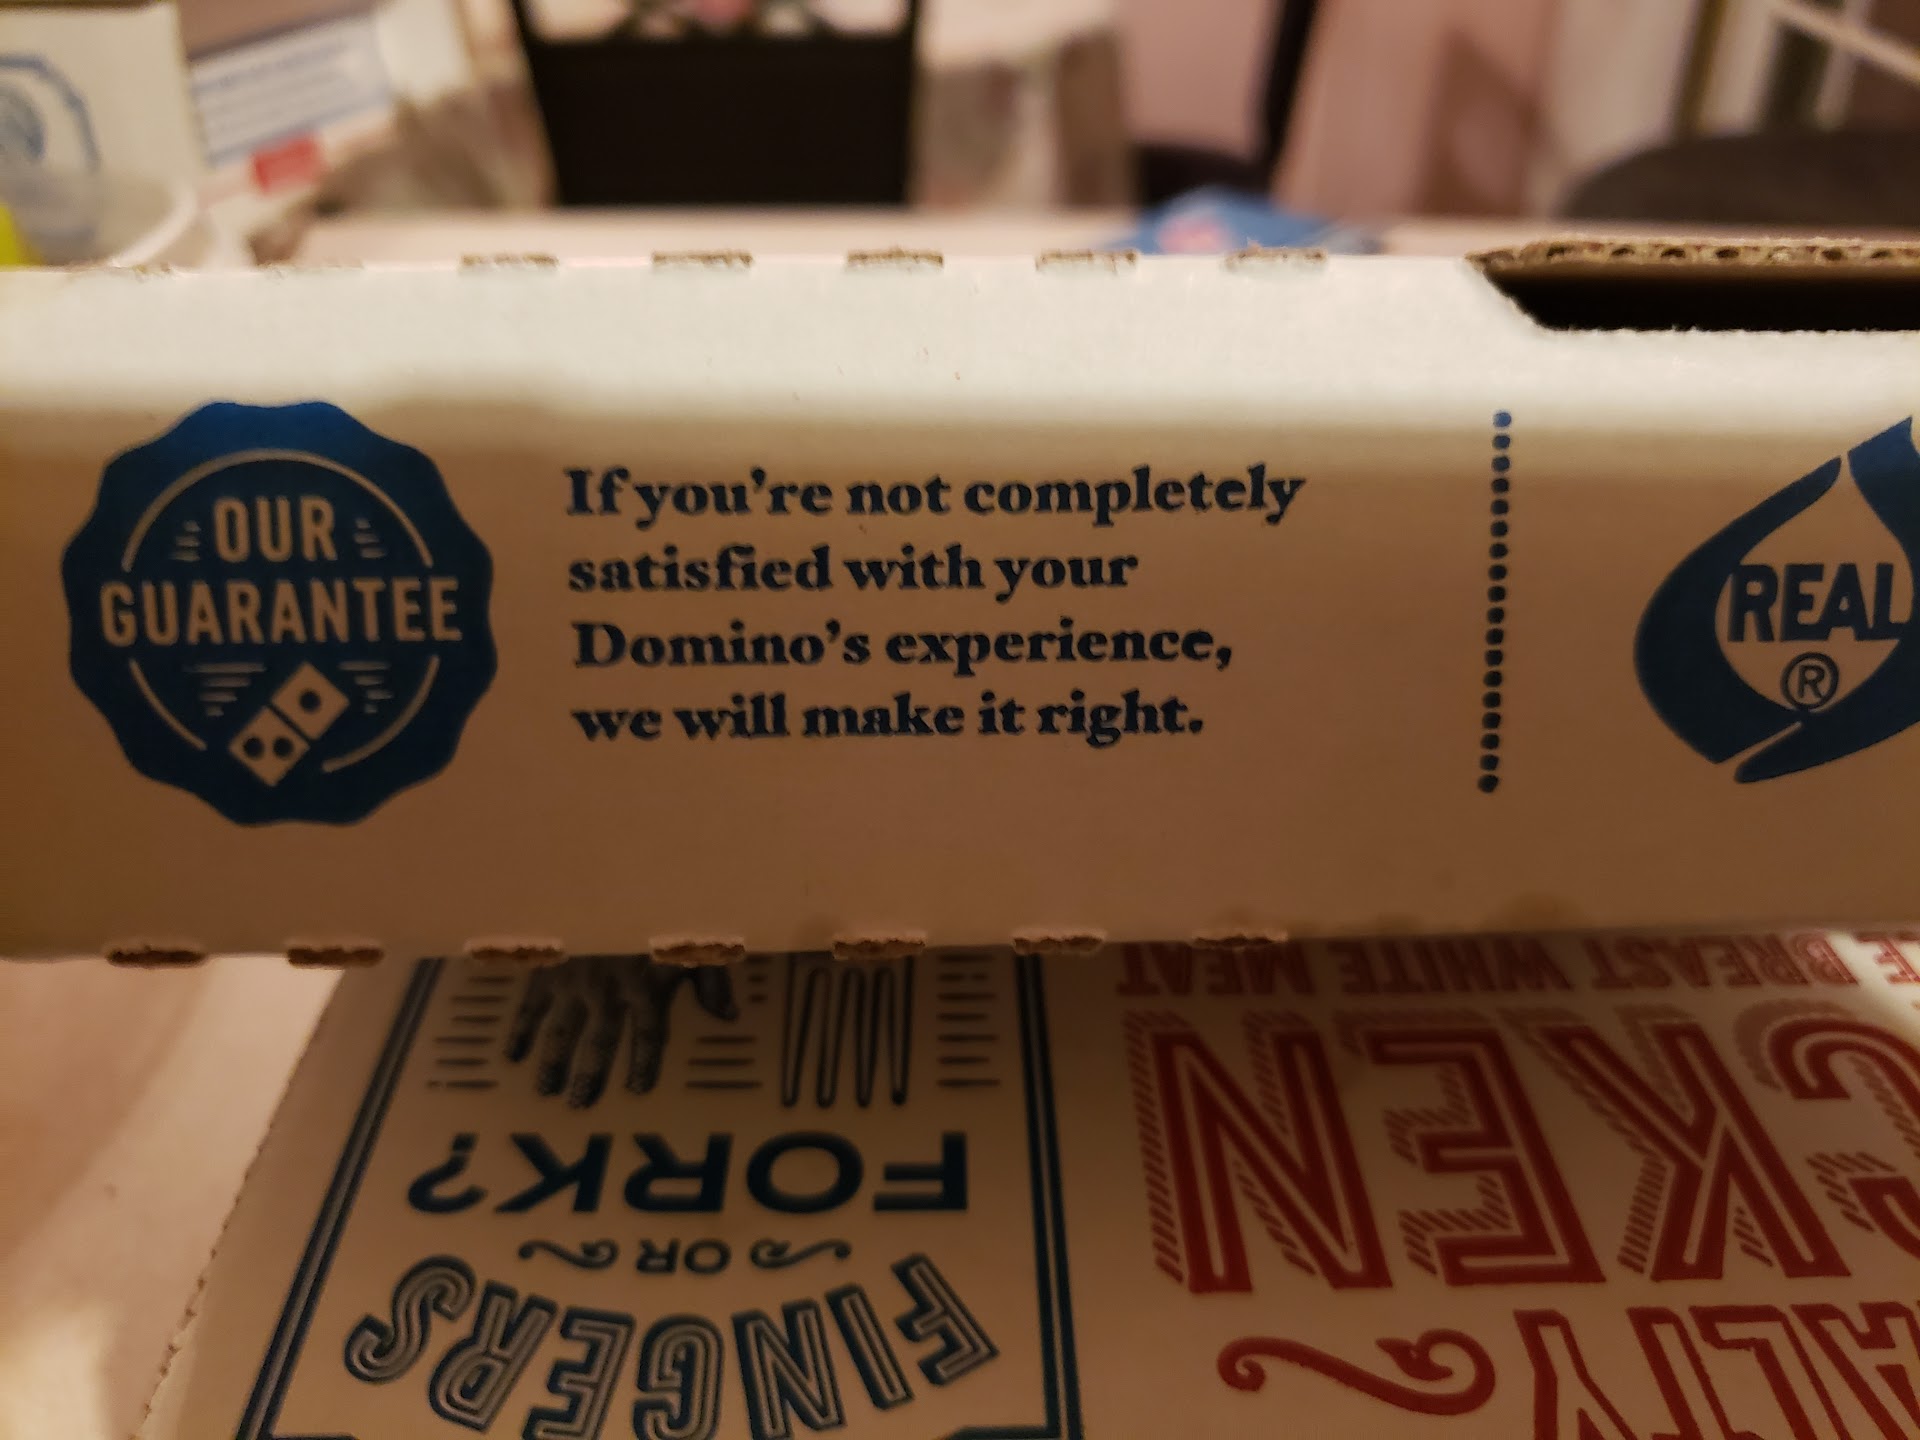 OUR
GUARANTEE
If you're not completely
satisfied with your
Domino's experience,
we will make it right.
REAL
®
FINGERS
OR
FORK?
BREAST WHITE MEAT